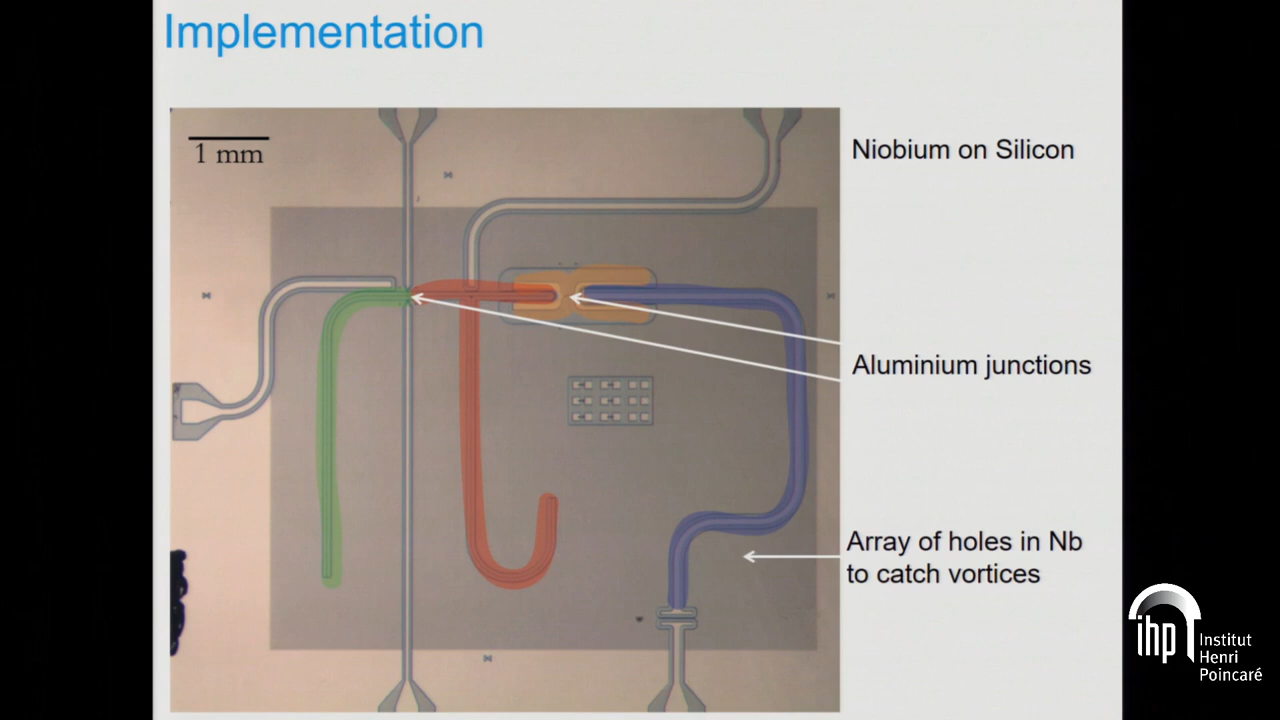 Implementation
1 mm
Niobium on Silicon
Aluminium junctions
Array of holes in Nb
to catch vortices
ihp
Institut
Henri
Poincaré